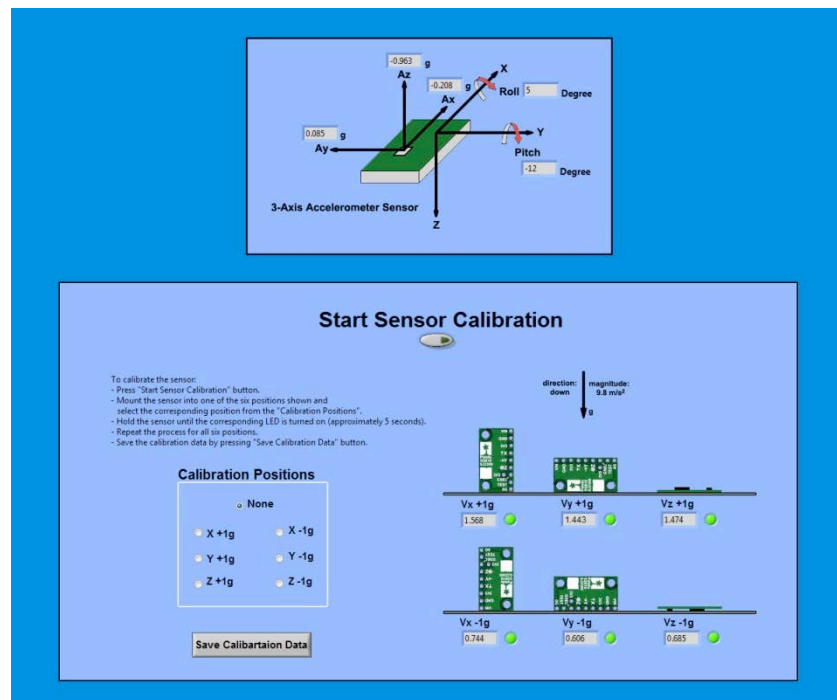 -0.963 g
Az
-0.208 g
Ax
X
Roll 5 Degree
0.085 g
Ay
Y
Pitch
-12 Degree
3-Axis Accelerometer Sensor
Z
Start Sensor Calibration
To calibrate the sensor:
- Press "Start Sensor Calibration" button.
- Mount the sensor into one of the six positions shown and
select the corresponding position from the "Calibration Positions".
- Hold the sensor until the corresponding LED is turned on (approximately 5 seconds).
- Repeat the process for all six positions.
- Save the calibration data by pressing "Save Calibration Data" button.
direction: down
magnitude: 9.8 m/s²
g
Calibration Positions
None
X +1g X -1g
Y +1g Y -1g
Z +1g Z -1g
Save Calibartaion Data
Vx +1g Vy +1g Vz +1g
1.568 1.443 1.474
Vx -1g Vy -1g Vz -1g
0.744 0.606 0.685